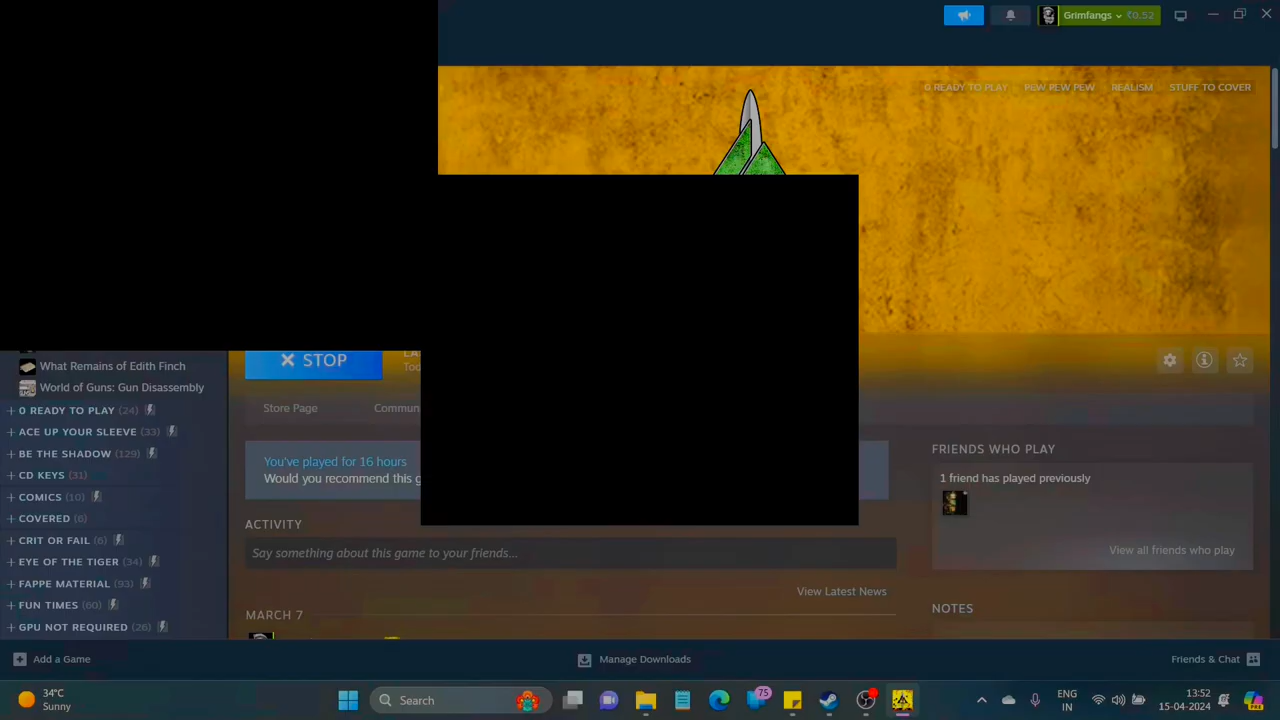 Grimfangs ₹0.52
0 READY TO PLAY PEW PEW PEW REALISM STUFF TO COVER
What Remains of Edith Finch
World of Guns: Gun Disassembly
+ 0 READY TO PLAY (24)
+ ACE UP YOUR SLEEVE (33)
+ BE THE SHADOW (129)
+ CD KEYS (31)
+ COMICS (10)
+ COVERED (6)
+ CRIT OR FAIL (6)
+ EYE OF THE TIGER (34)
+ FAPPE MATERIAL (93)
+ FUN TIMES (60)
+ GPU NOT REQUIRED (26)
STOP
LA
Toc
Store Page Commun
You've played for 16 hours
Would you recommend this g
ACTIVITY
Say something about this game to your friends...
View Latest News
MARCH 7
FRIENDS WHO PLAY
1 friend has played previously
View all friends who play
NOTES
Add a Game Manage Downloads Friends & Chat
34°C
Sunny
Search
75
ENG
IN
13:52
15-04-2024